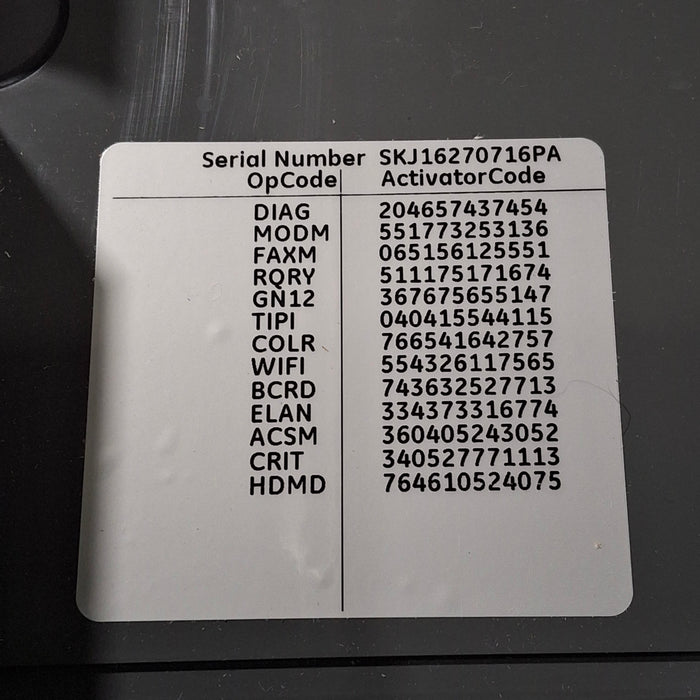 Serial Number SKJ16270716PA
OpCode ActivatorCode
DIAG 204657437454
MODM 551773253136
FAXM 065156125551
RQRY 511175171674
GN12 367675655147
TIPI 040415544115
COLR 766541642757
WIFI 554326117565
BCRD 743632527713
ELAN 334373316774
ACSM 360405243052
CRIT 340527771113
HDMD 764610524075